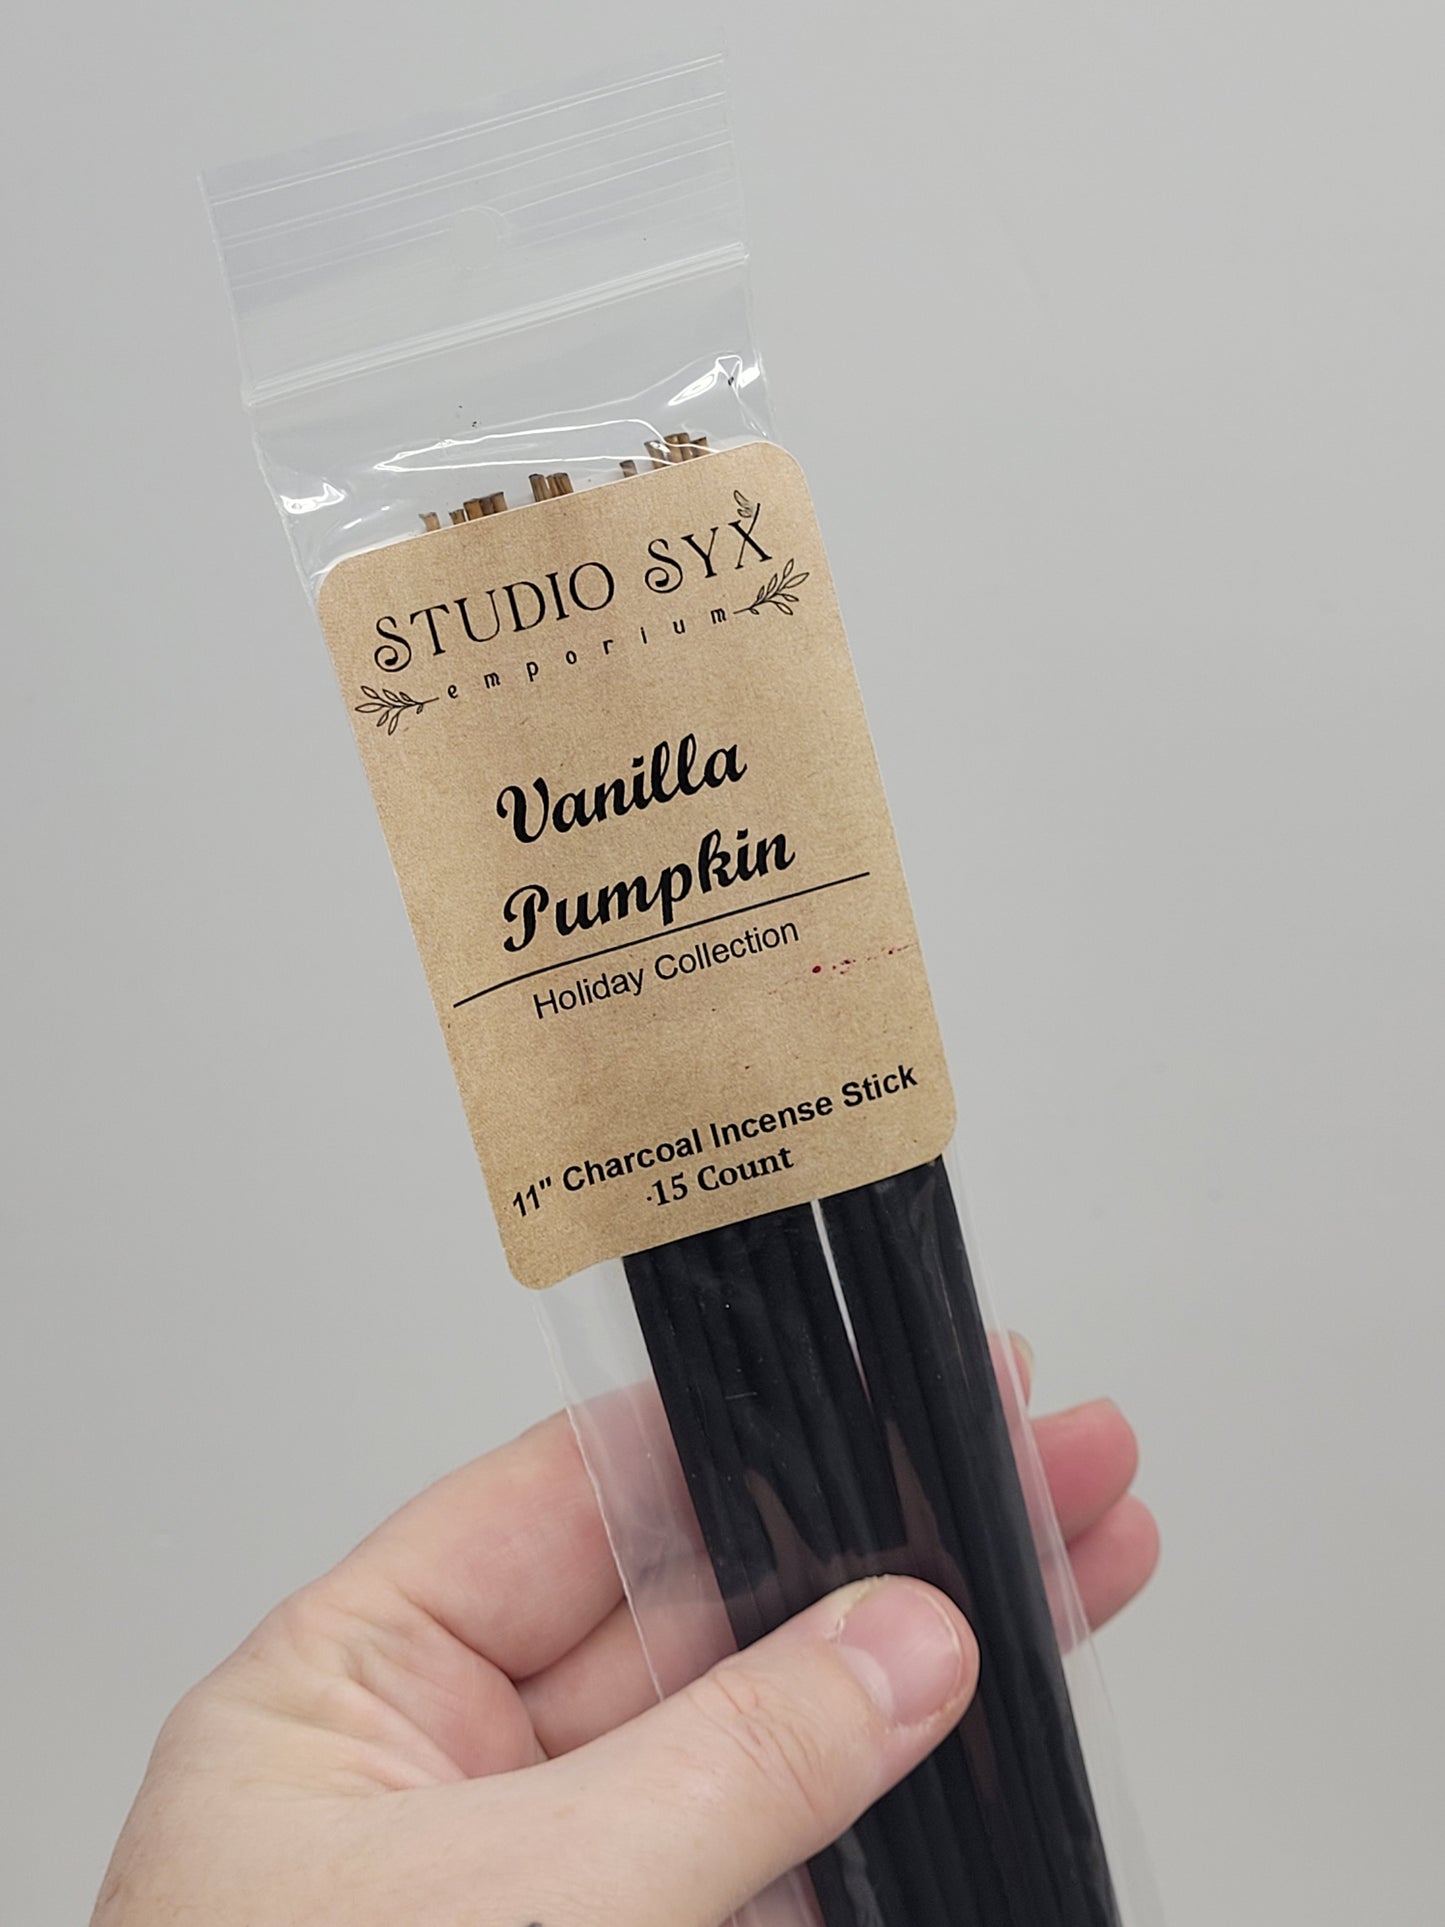 STUDIO SYX
emporium
Vanilla
Pumpkin
Holiday Collection
11" Charcoal Incense Stick
15 Count